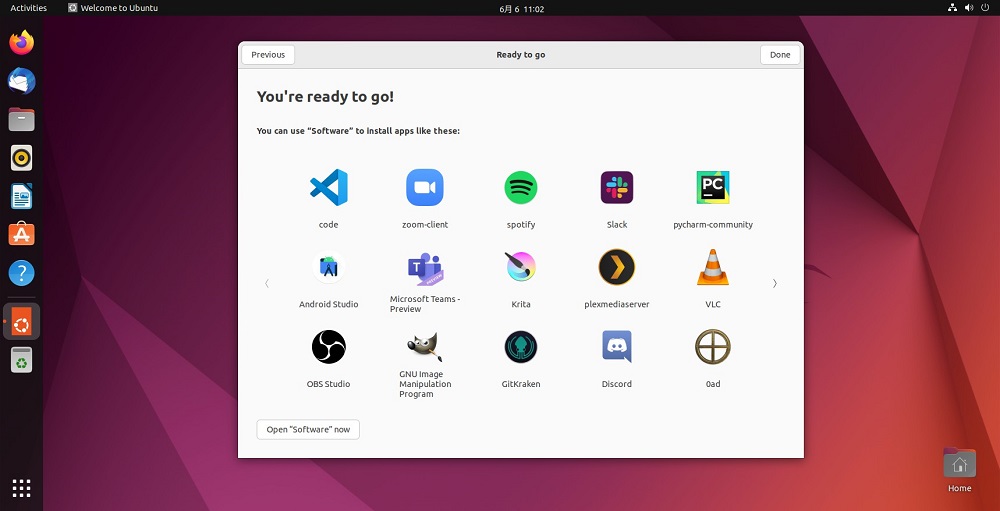 Activities
Welcome to Ubuntu
6月 6 11:02
Previous
Ready to go
Done
You're ready to go!
You can use “Software” to install apps like these:
code
zoom-client
spotify
Slack
PC
pycharm-community
Android Studio
Microsoft Teams -
Preview
Krita
plexmediaserver
VLC
OBS Studio
GNU Image
Manipulation
Program
GitKraken
Discord
0ad
Open “Software” now
Home